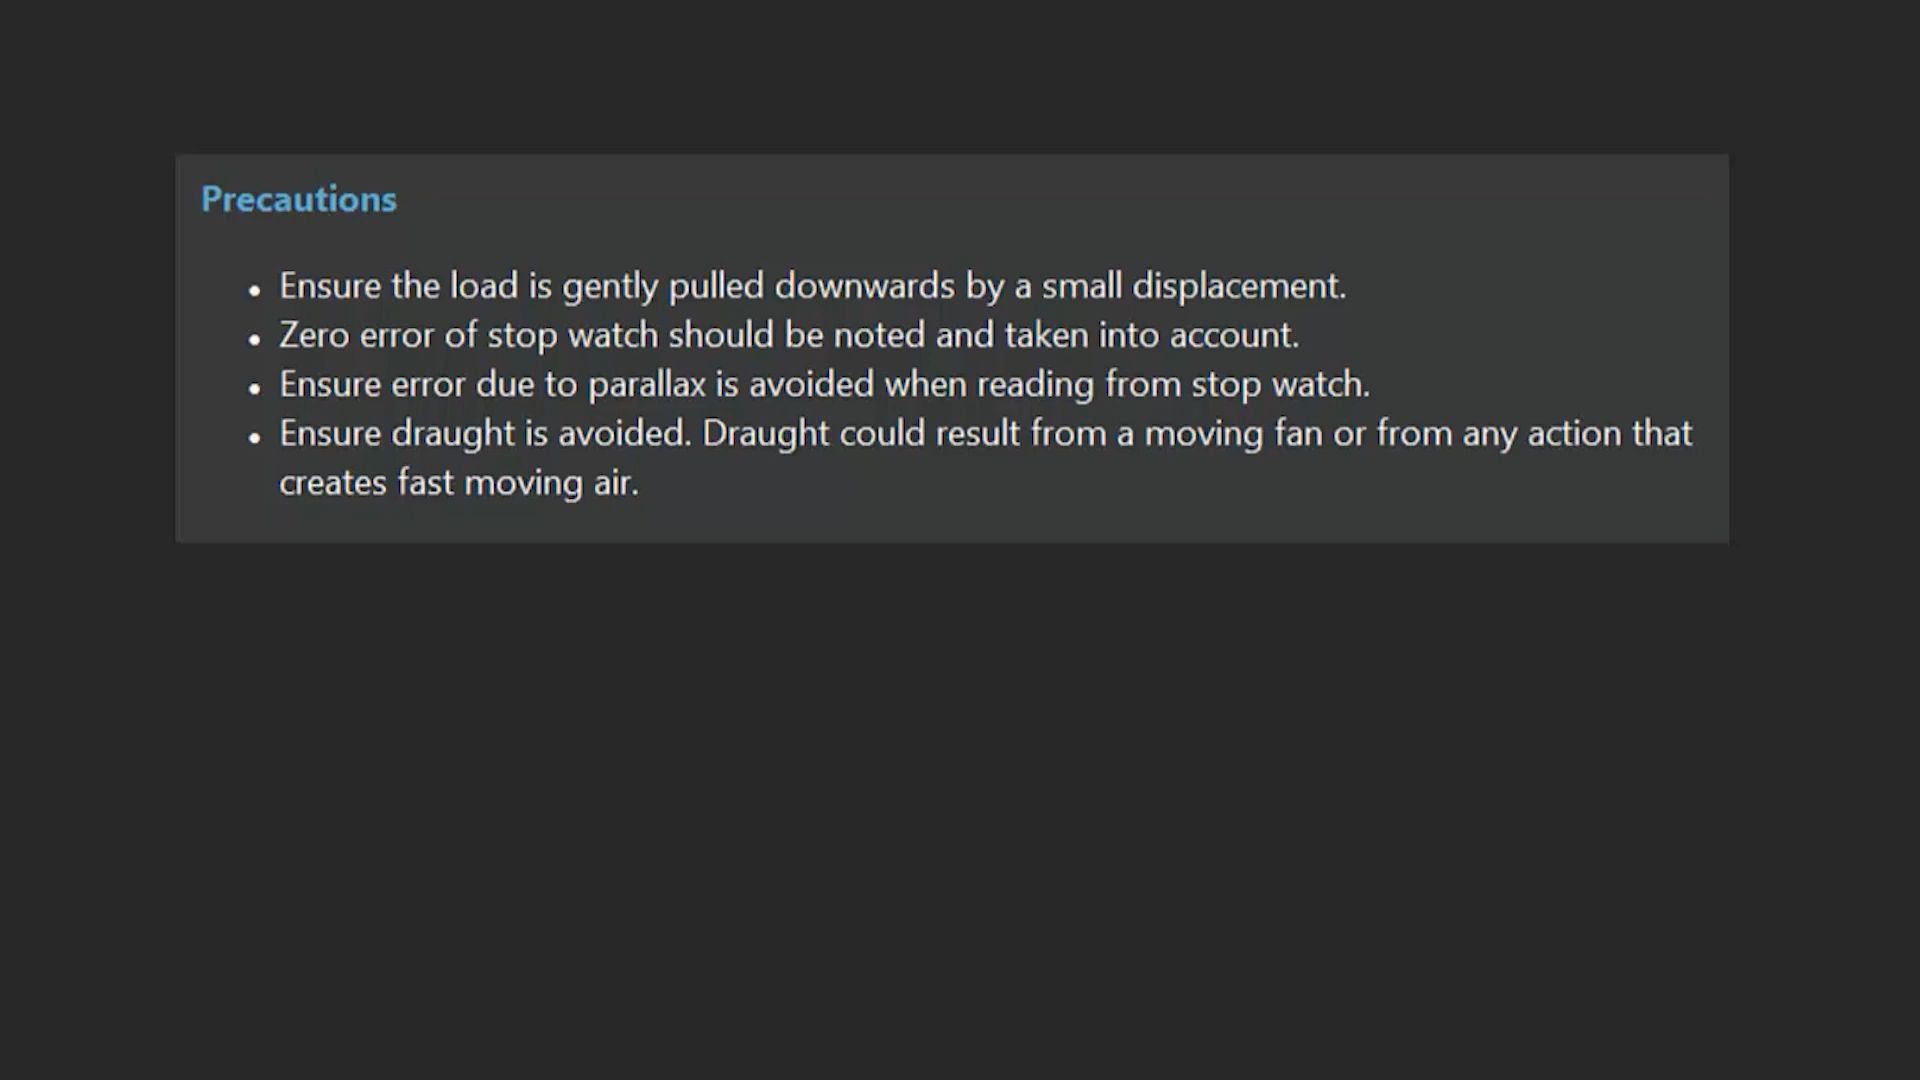 Precautions
• Ensure the load is gently pulled downwards by a small displacement.
• Zero error of stop watch should be noted and taken into account.
• Ensure error due to parallax is avoided when reading from stop watch.
• Ensure draught is avoided. Draught could result from a moving fan or from any action that
creates fast moving air.